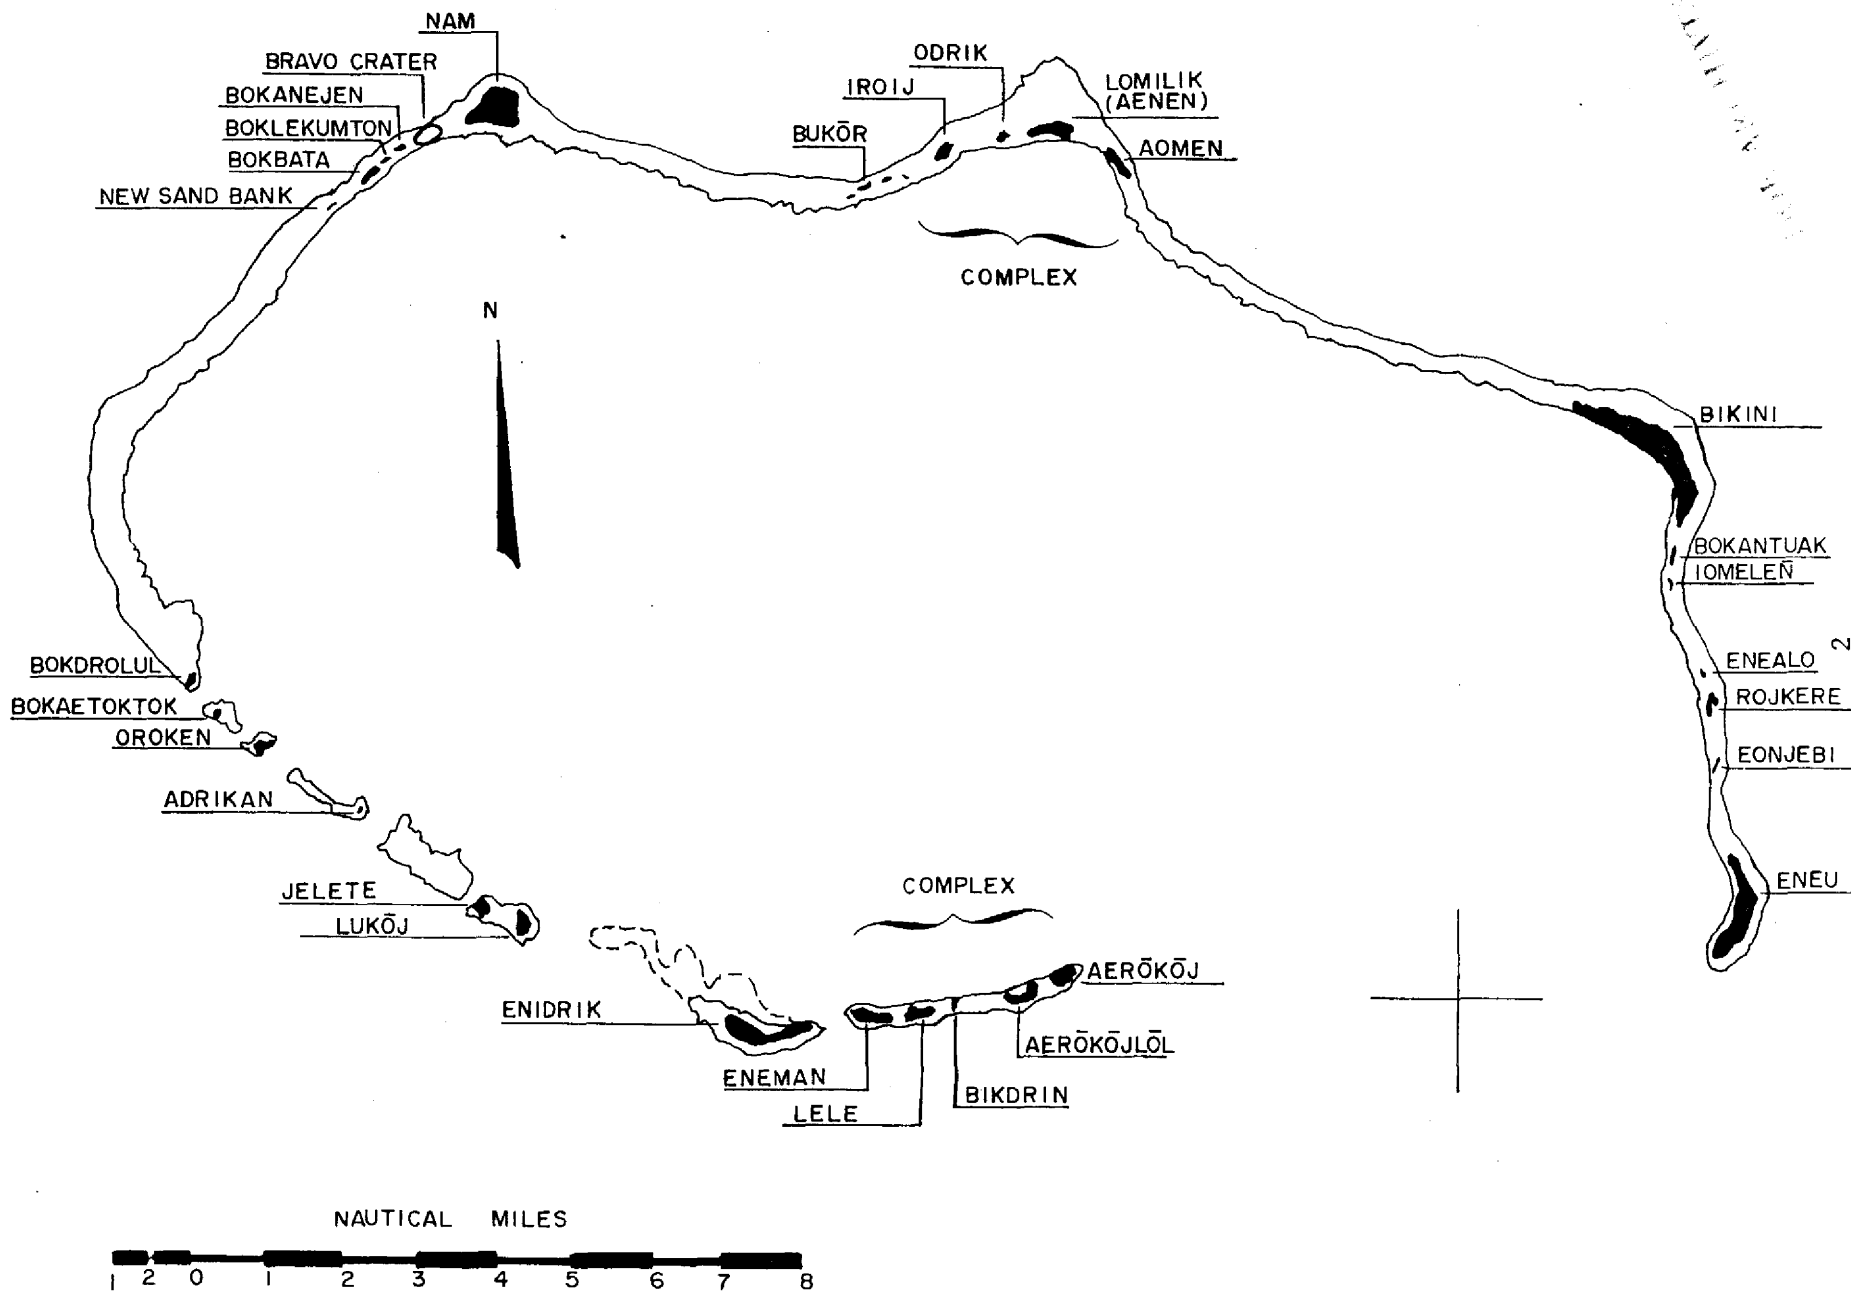 NAM
BRAVO CRATER
BOKANEJEN
BOKLEKUMTON
BOKBATA
NEW SAND BANK
ODRIK
IROIJ
LOMILIK
(AENEN)
BUKŌR
AOMEN
COMPLEX
N
BIKINI
BOKANTUAK
IOMELEN̄
ENEALO
2
ROJKERE
EONJEBI
ENEU
BOKDROLUL
BOKAETOKTOK
OROKEN
ADRIKAN
JELETE
LUKŌJ
COMPLEX
ENIDRIK
AERŌKŌJ
AERŌKŌJLŌL
ENEMAN
BIKDRIN
LELE
NAUTICAL MILES
1 2 0 1 2 3 4 5 6 7 8